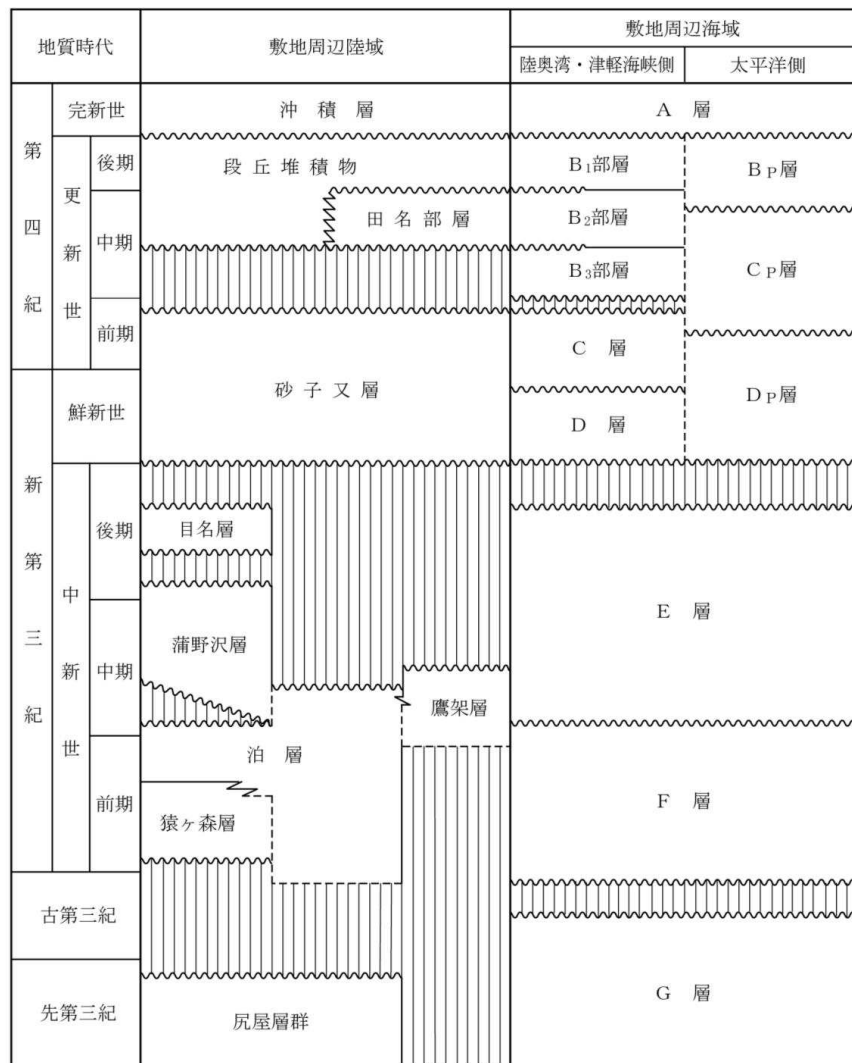 地質時代
敷地周辺陸域
敷地周辺海域
陸奥湾・津軽海峡側
太平洋側
第四紀
完新世
沖積層
A 層
更新世
後期
段丘堆積物
B₁部層
BP層
中期
田名部層
B₂部層
B₃部層
CP層
前期
C 層
新第三紀
鮮新世
砂子又層
D 層
DP層
中新世
後期
目名層
E 層
中期
蒲野沢層
鷹架層
泊層
前期
猿ヶ森層
F 層
古第三紀
先第三紀
尻屋層群
G 層